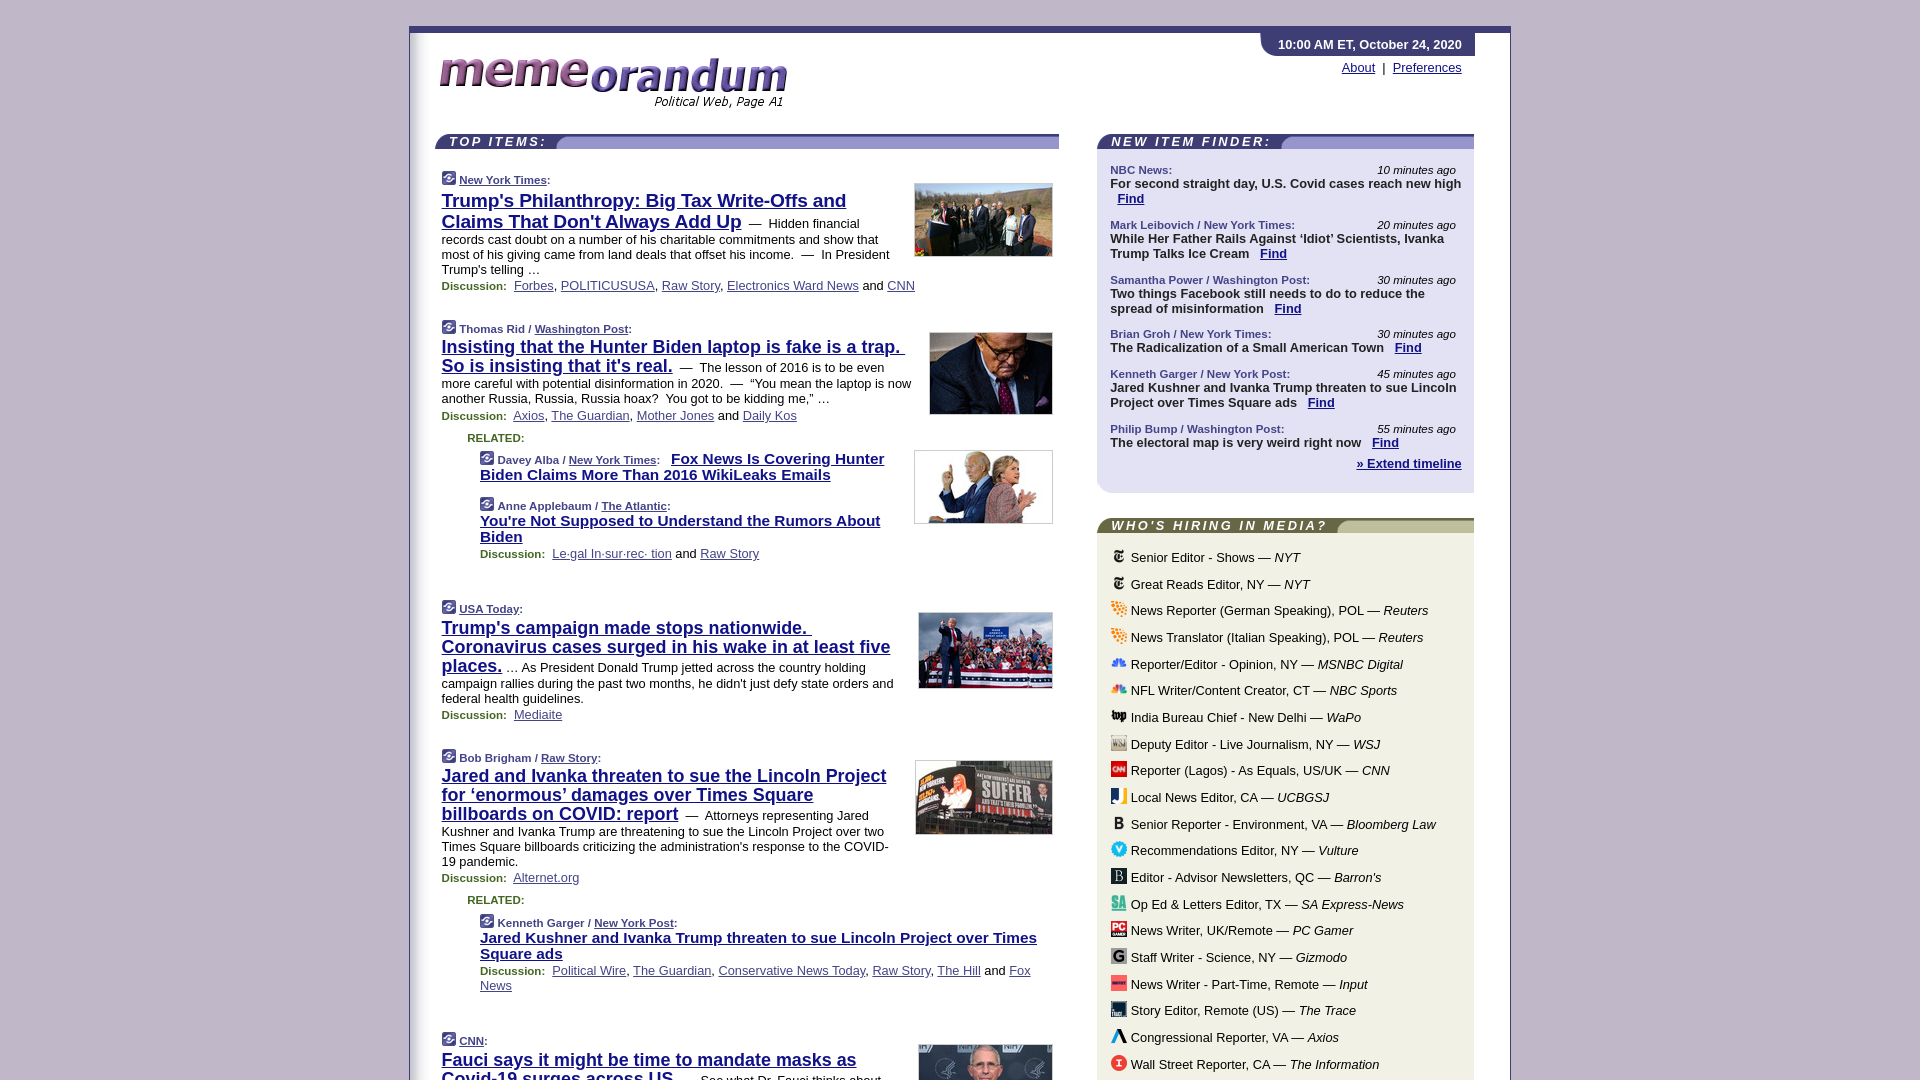 10:00 AM ET, October 24, 2020
About | Preferences
memeorandum
Political Web, Page A1
TOP ITEMS:
New York Times:
Trump's Philanthropy: Big Tax Write-Offs and
Claims That Don't Always Add Up — Hidden financial
records cast doubt on a number of his charitable commitments and show that
most of his giving came from land deals that offset his income. — In President
Trump's telling …
Discussion: Forbes, POLITICUSUSA, Raw Story, Electronics Ward News and CNN
Thomas Rid / Washington Post:
Insisting that the Hunter Biden laptop is fake is a trap.
So is insisting that it's real. — The lesson of 2016 is to be even
more careful with potential disinformation in 2020. — “You mean the laptop is now
another Russia, Russia, Russia hoax? You got to be kidding me,” …
Discussion: Axios, The Guardian, Mother Jones and Daily Kos
RELATED:
Davey Alba / New York Times: Fox News Is Covering Hunter
Biden Claims More Than 2016 WikiLeaks Emails
Anne Applebaum / The Atlantic:
You're Not Supposed to Understand the Rumors About
Biden
Discussion: Le·gal In·sur·rec· tion and Raw Story
USA Today:
Trump's campaign made stops nationwide.
Coronavirus cases surged in his wake in at least five
places. … As President Donald Trump jetted across the country holding
campaign rallies during the past two months, he didn't just defy state orders and
federal health guidelines.
Discussion: Mediaite
Bob Brigham / Raw Story:
Jared and Ivanka threaten to sue the Lincoln Project
for ‘enormous’ damages over Times Square
billboards on COVID: report — Attorneys representing Jared
Kushner and Ivanka Trump are threatening to sue the Lincoln Project over two
Times Square billboards criticizing the administration's response to the COVID-
19 pandemic.
SUFFER
Discussion: Alternet.org
RELATED:
Kenneth Garger / New York Post:
Jared Kushner and Ivanka Trump threaten to sue Lincoln Project over Times
Square ads
Discussion: Political Wire, The Guardian, Conservative News Today, Raw Story, The Hill and Fox
News
CNN:
Fauci says it might be time to mandate masks as
Covid-19 surges across US — See what Dr. Fauci thinks about
NIH
NEW ITEM FINDER:
NBC News: 10 minutes ago
For second straight day, U.S. Covid cases reach new high
Find
Mark Leibovich / New York Times: 20 minutes ago
While Her Father Rails Against ‘Idiot’ Scientists, Ivanka
Trump Talks Ice Cream Find
Samantha Power / Washington Post: 30 minutes ago
Two things Facebook still needs to do to reduce the
spread of misinformation Find
Brian Groh / New York Times: 30 minutes ago
The Radicalization of a Small American Town Find
Kenneth Garger / New York Post: 45 minutes ago
Jared Kushner and Ivanka Trump threaten to sue Lincoln
Project over Times Square ads Find
Philip Bump / Washington Post: 55 minutes ago
The electoral map is very weird right now Find
» Extend timeline
WHO'S HIRING IN MEDIA?
Senior Editor - Shows — NYT
Great Reads Editor, NY — NYT
News Reporter (German Speaking), POL — Reuters
News Translator (Italian Speaking), POL — Reuters
Reporter/Editor - Opinion, NY — MSNBC Digital
NFL Writer/Content Creator, CT — NBC Sports
India Bureau Chief - New Delhi — WaPo
Deputy Editor - Live Journalism, NY — WSJ
Reporter (Lagos) - As Equals, US/UK — CNN
Local News Editor, CA — UCBGSJ
Senior Reporter - Environment, VA — Bloomberg Law
Recommendations Editor, NY — Vulture
Editor - Advisor Newsletters, QC — Barron's
Op Ed & Letters Editor, TX — SA Express-News
News Writer, UK/Remote — PC Gamer
Staff Writer - Science, NY — Gizmodo
News Writer - Part-Time, Remote — Input
Story Editor, Remote (US) — The Trace
Congressional Reporter, VA — Axios
Wall Street Reporter, CA — The Information